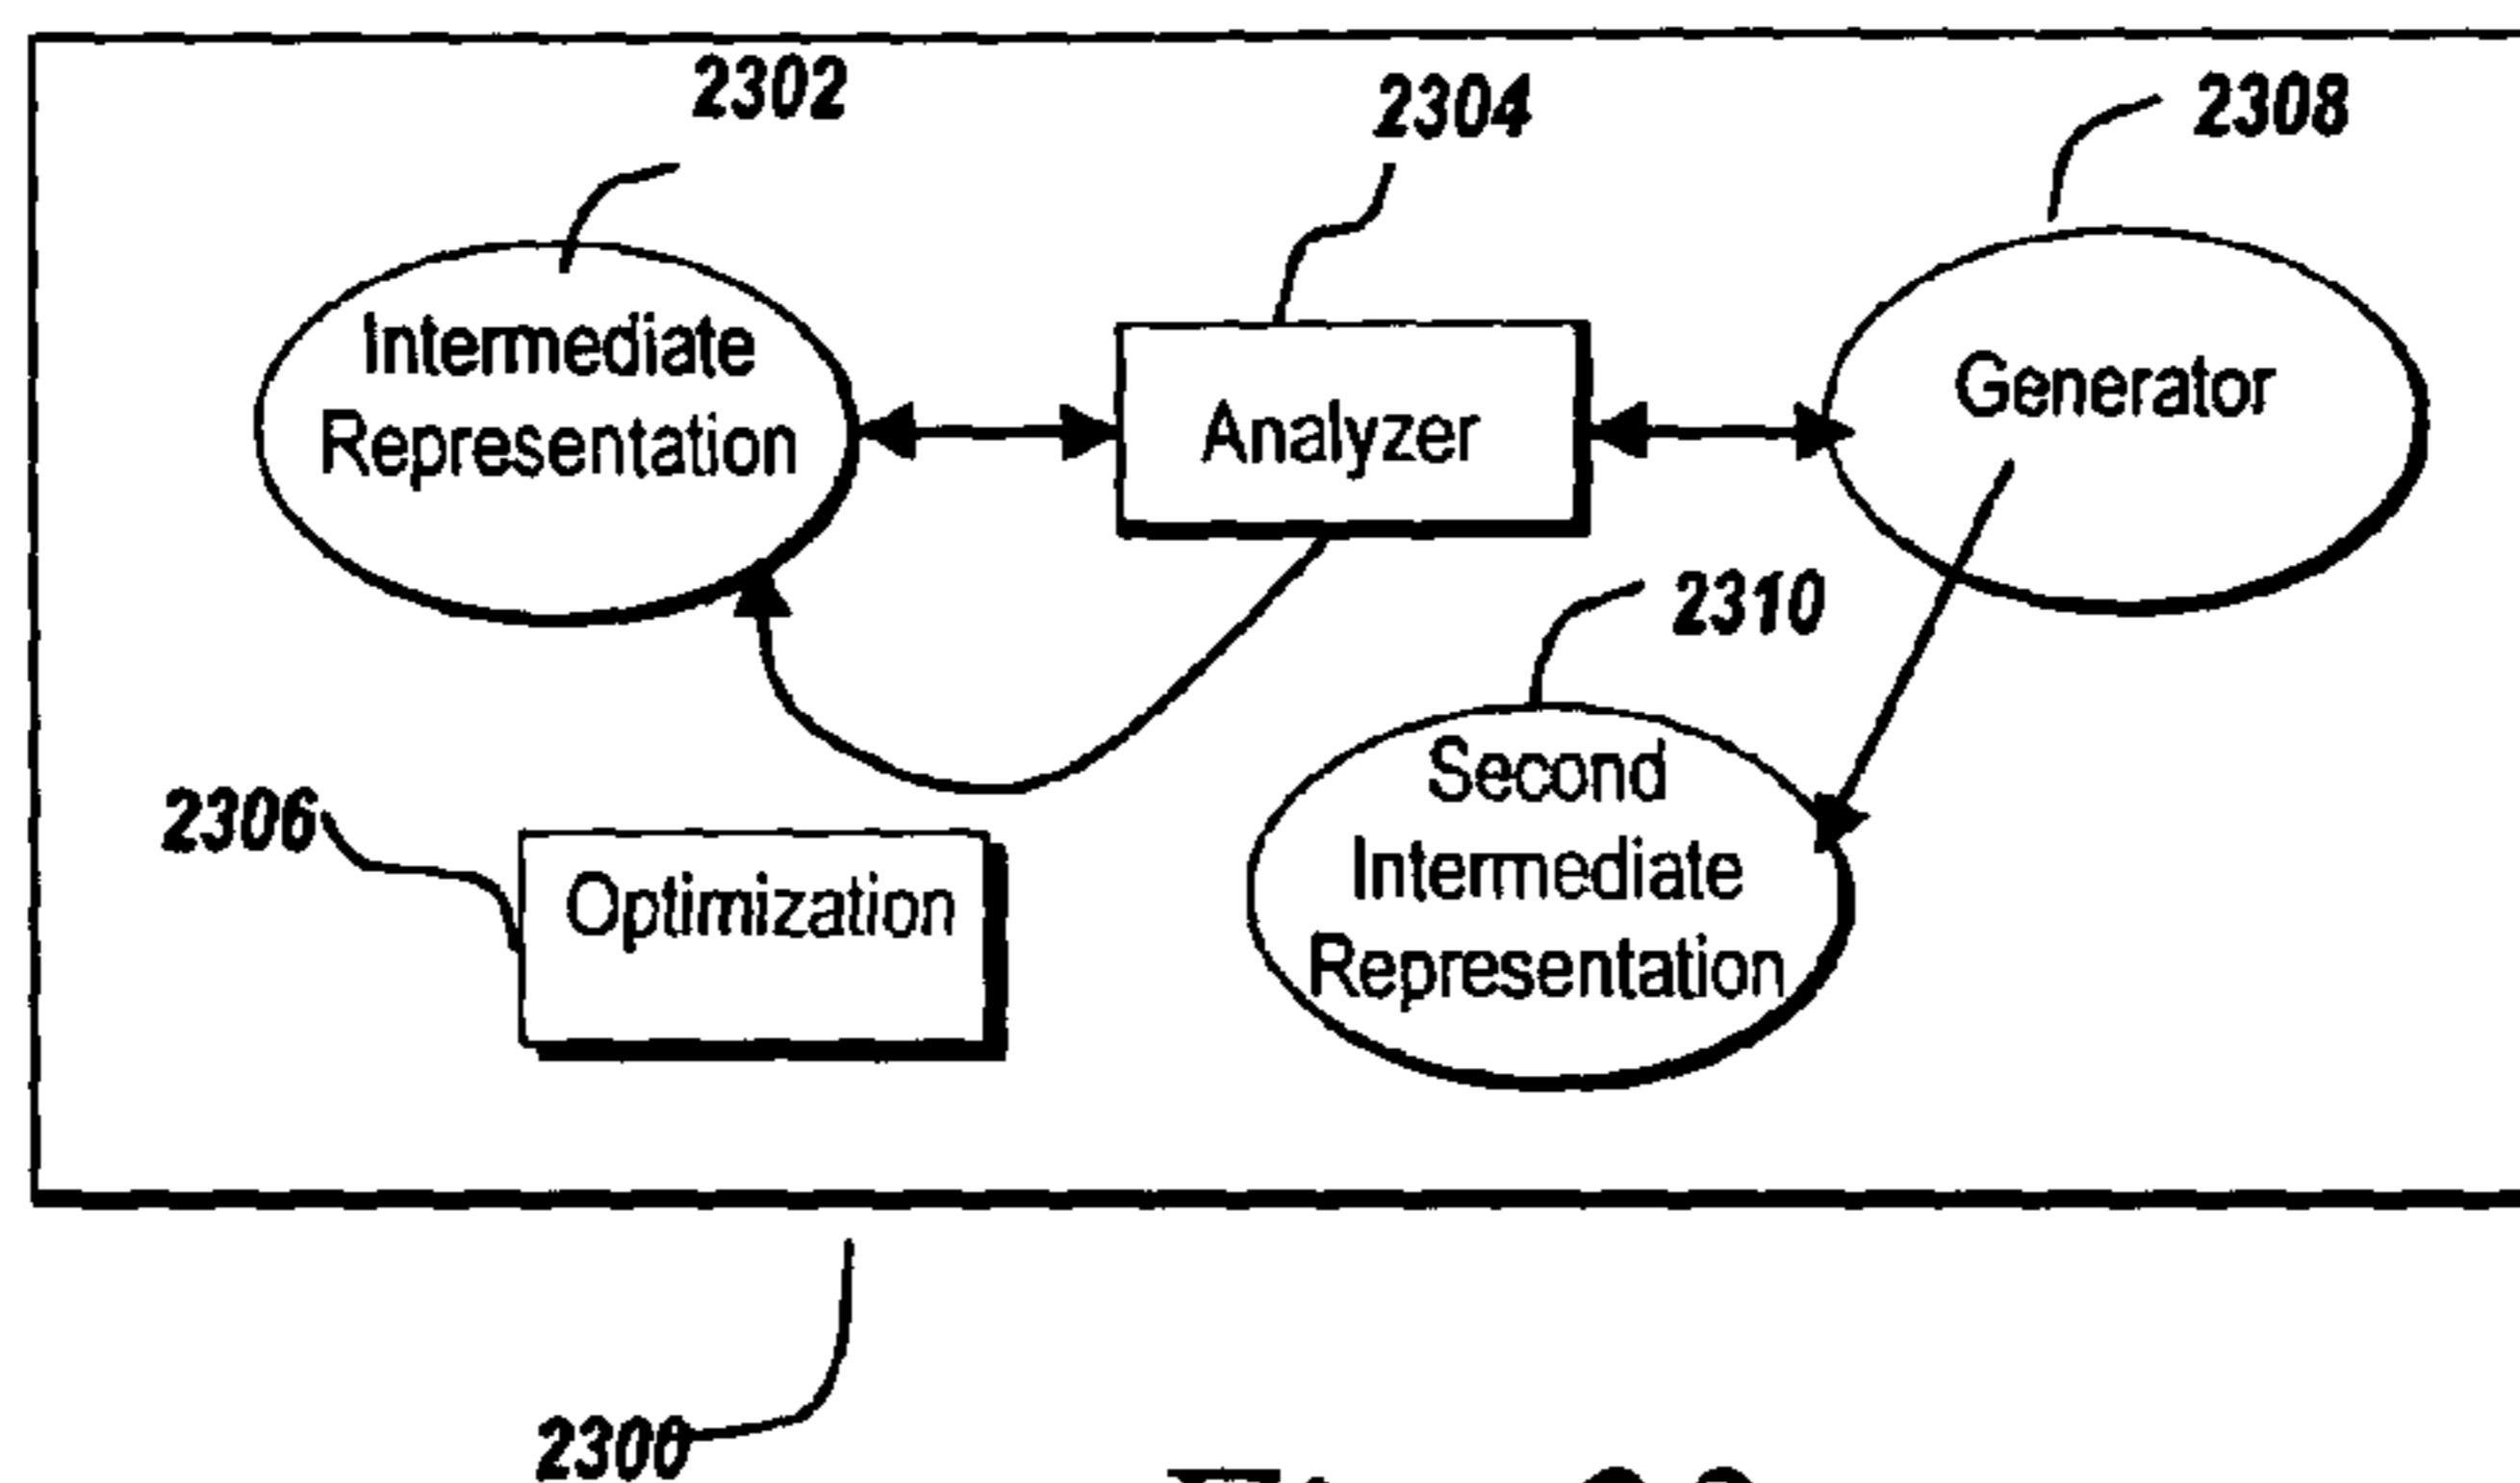 2302
2304
2308
Intermediate
Representation
Analyzer
Generator
2310
Second
Intermediate
Representation
2306
Optimization
2300